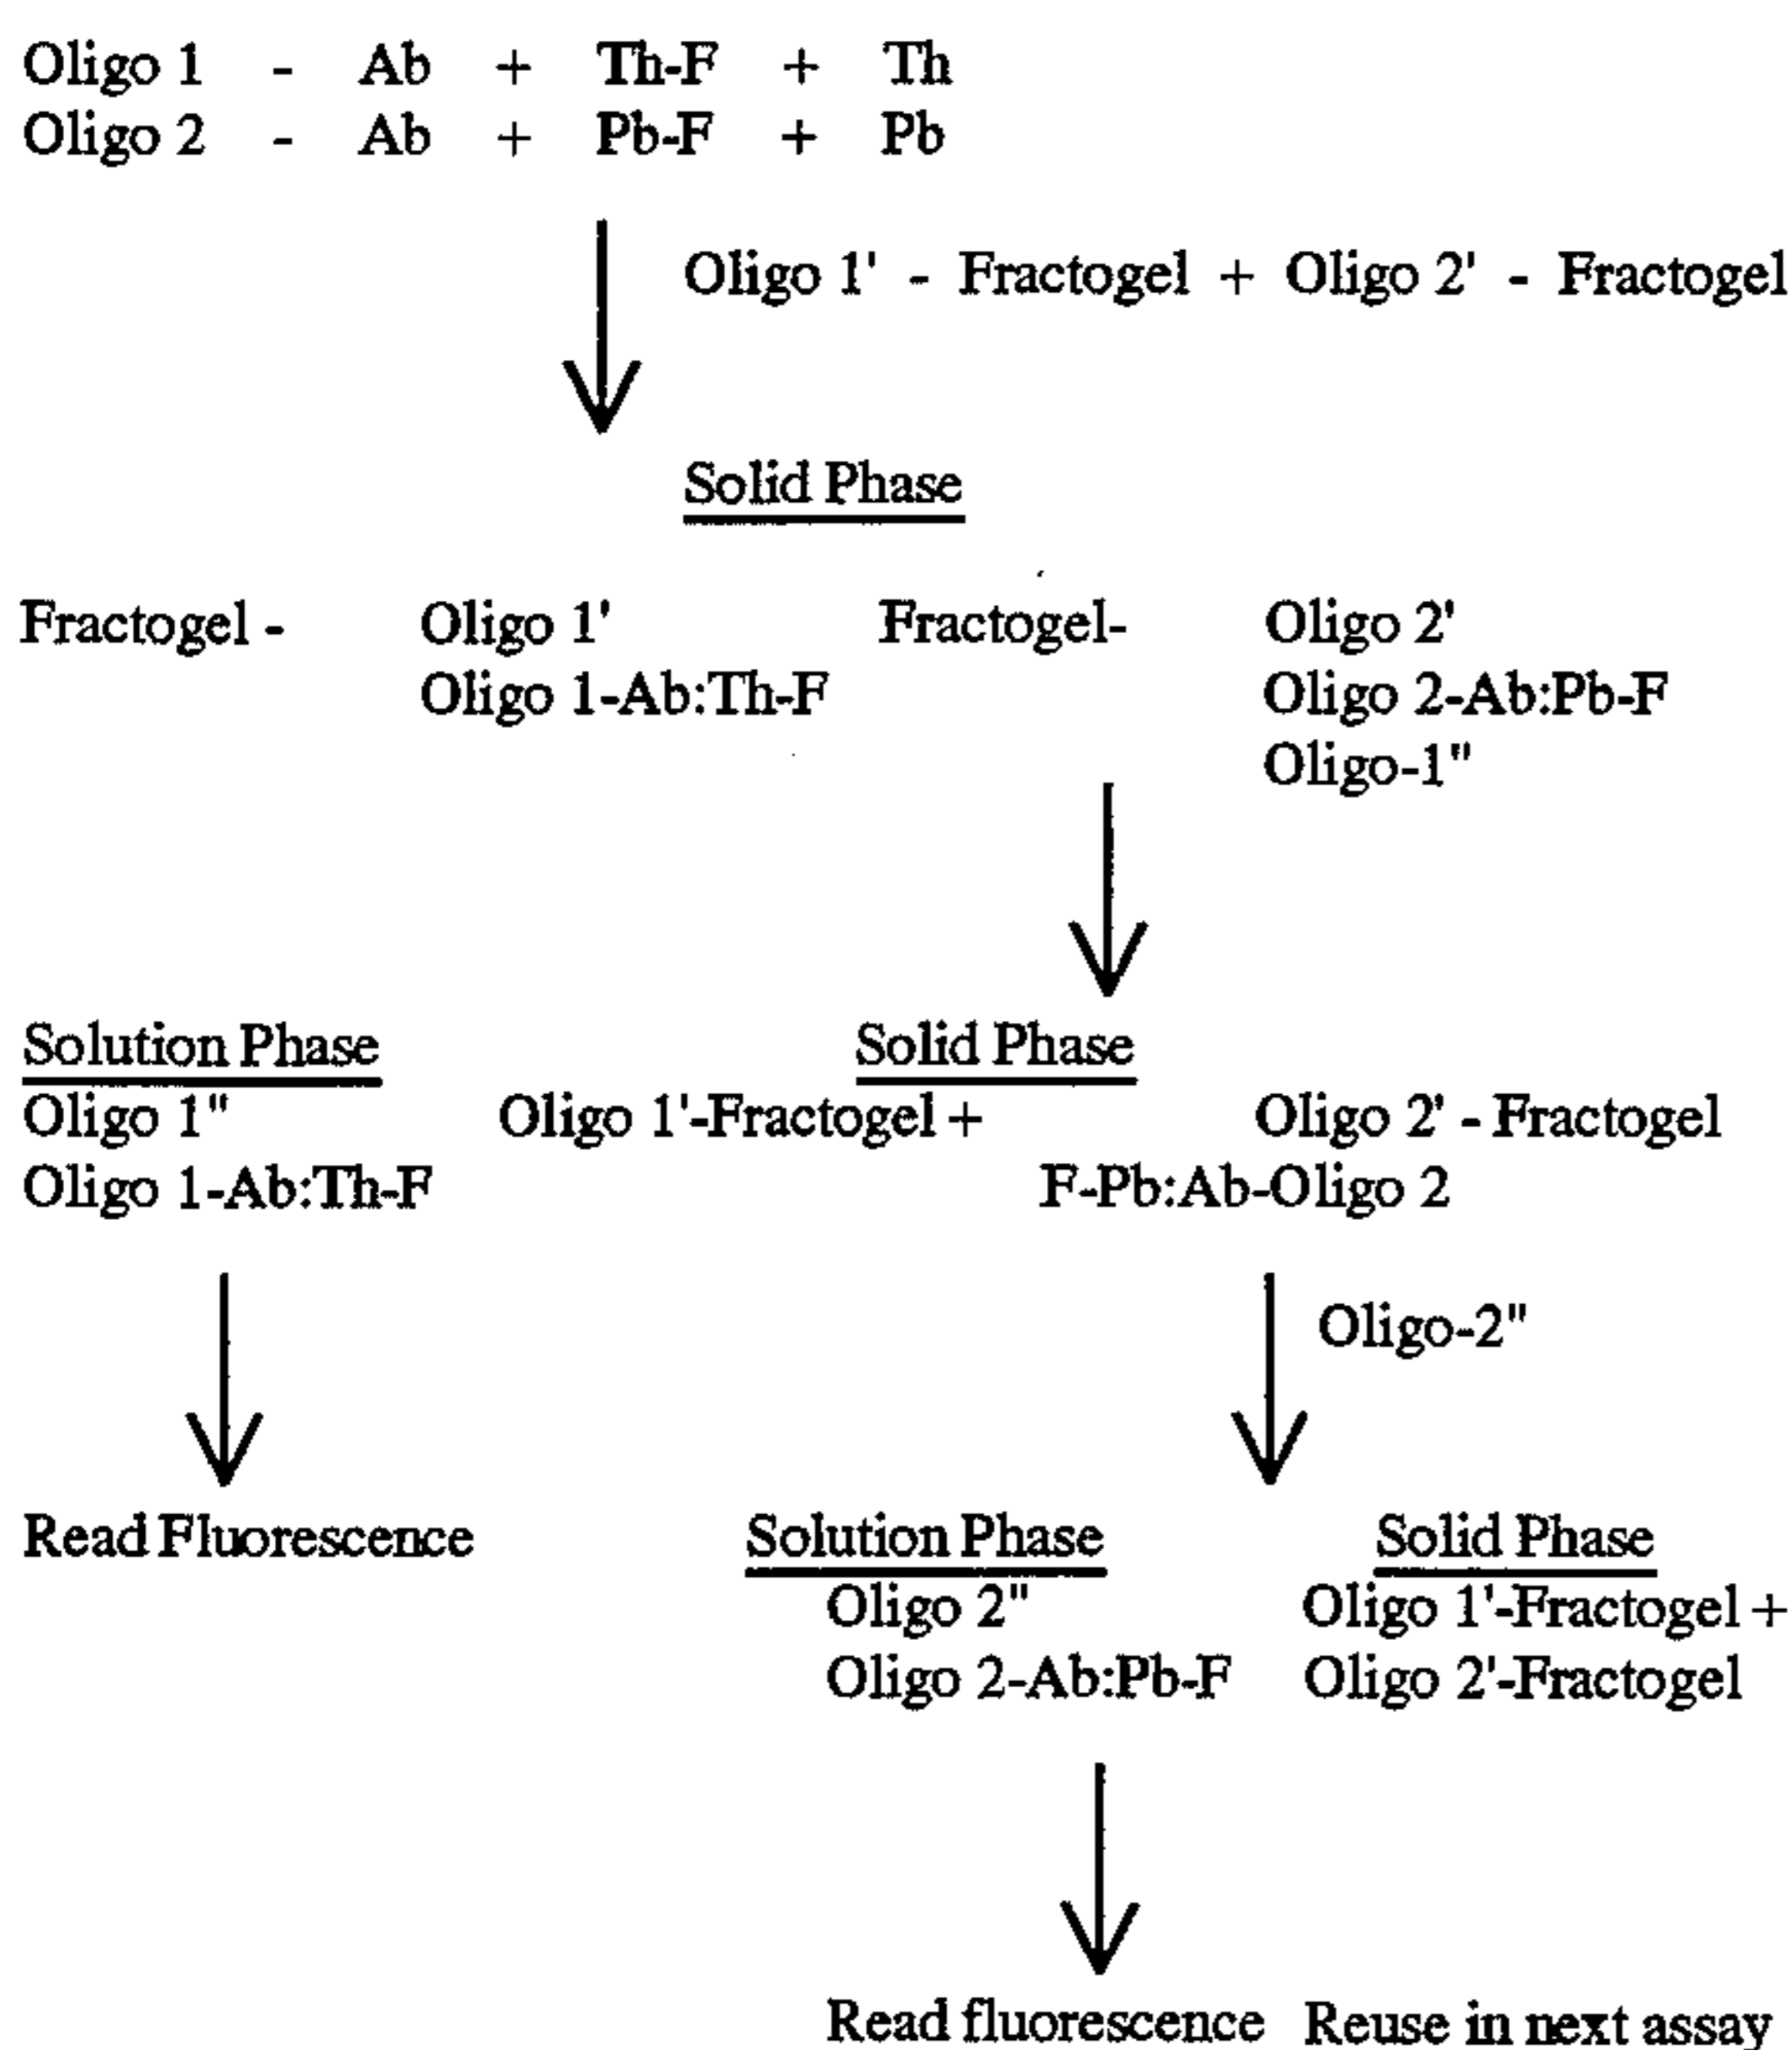 Oligo 1 - Ab + Th-F + Th
Oligo 2 - Ab + Pb-F + Pb
Oligo 1' - Fractogel + Oligo 2' - Fractogel
Solid Phase
Fractogel - Oligo 1' Fractogel- Oligo 2'
Oligo 1-Ab:Th-F Oligo 2-Ab:Pb-F
Oligo-1"
Solution Phase Solid Phase
Oligo 1" Oligo 1'-Fractogel + Oligo 2' - Fractogel
Oligo 1-Ab:Th-F F-Pb:Ab-Oligo 2
Oligo-2"
Read Fluorescence Solution Phase Solid Phase
Oligo 2" Oligo 1'-Fractogel +
Oligo 2-Ab:Pb-F Oligo 2'-Fractogel
Read fluorescence Reuse in next assay